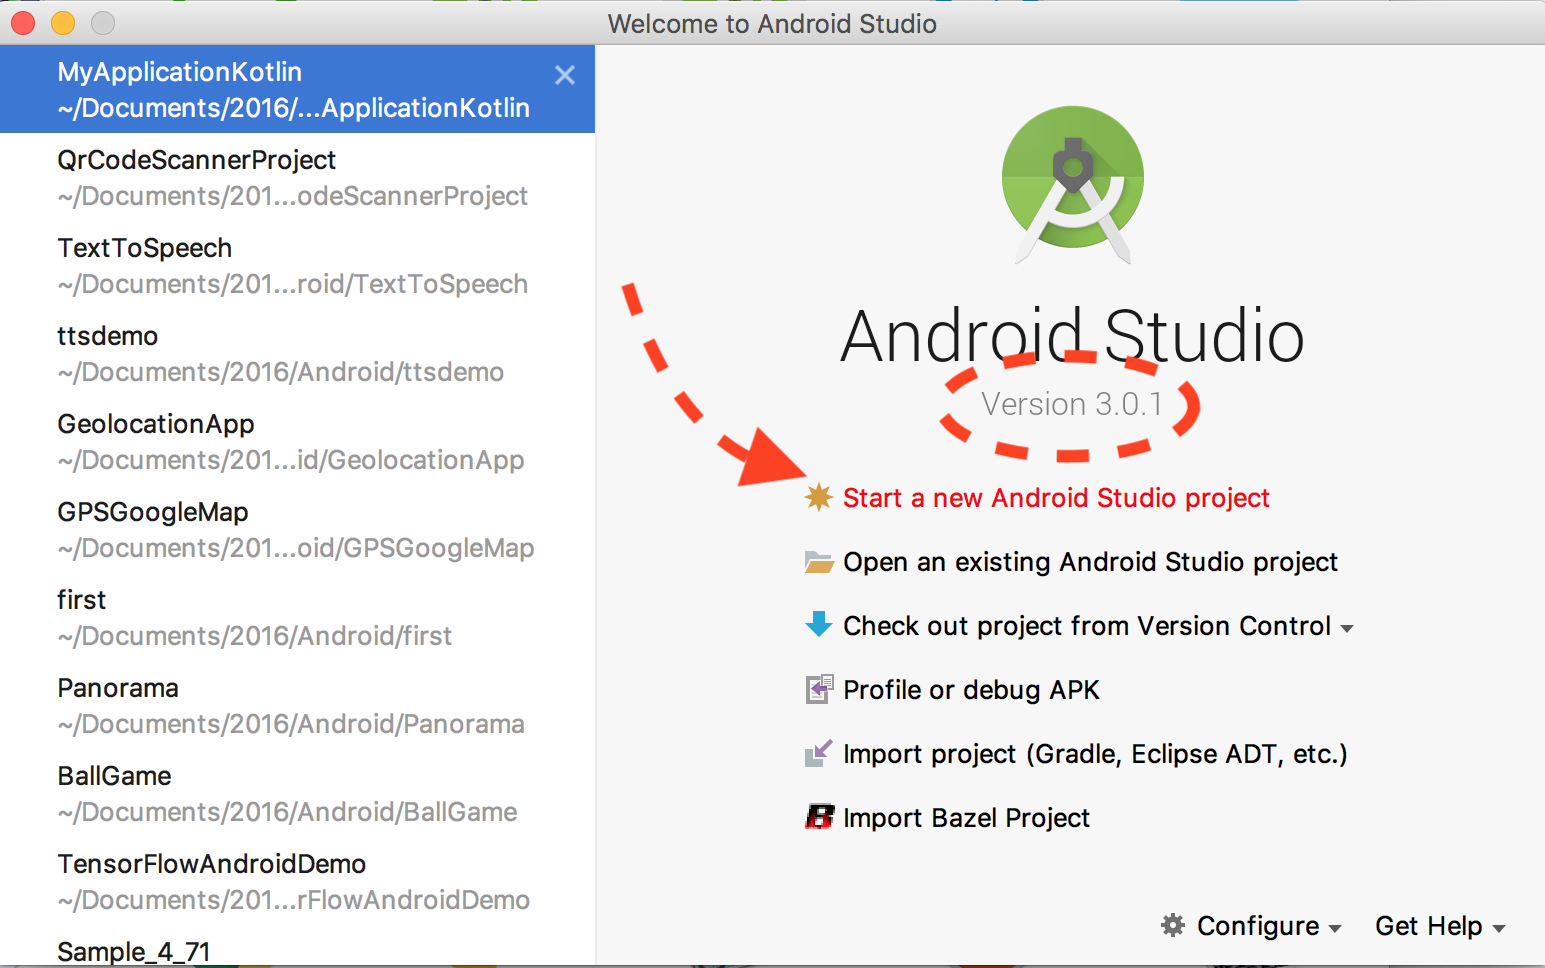 Welcome to Android Studio
MyApplicationKotlin
~/Documents/2016/...ApplicationKotlin
QrCodeScannerProject
~/Documents/201...odeScannerProject
TextToSpeech
~/Documents/201...roid/TextToSpeech
ttsdemo
~/Documents/2016/Android/ttsdemo
GeolocationApp
~/Documents/201...id/GeolocationApp
GPSGoogleMap
~/Documents/201...oid/GPSGoogleMap
first
~/Documents/2016/Android/first
Panorama
~/Documents/2016/Android/Panorama
BallGame
~/Documents/2016/Android/BallGame
TensorFlowAndroidDemo
~/Documents/201...rFlowAndroidDemo
Sample_4_71
Android Studio
Version 3.0.1
Start a new Android Studio project
Open an existing Android Studio project
Check out project from Version Control
Profile or debug APK
Import project (Gradle, Eclipse ADT, etc.)
Import Bazel Project
Configure
Get Help